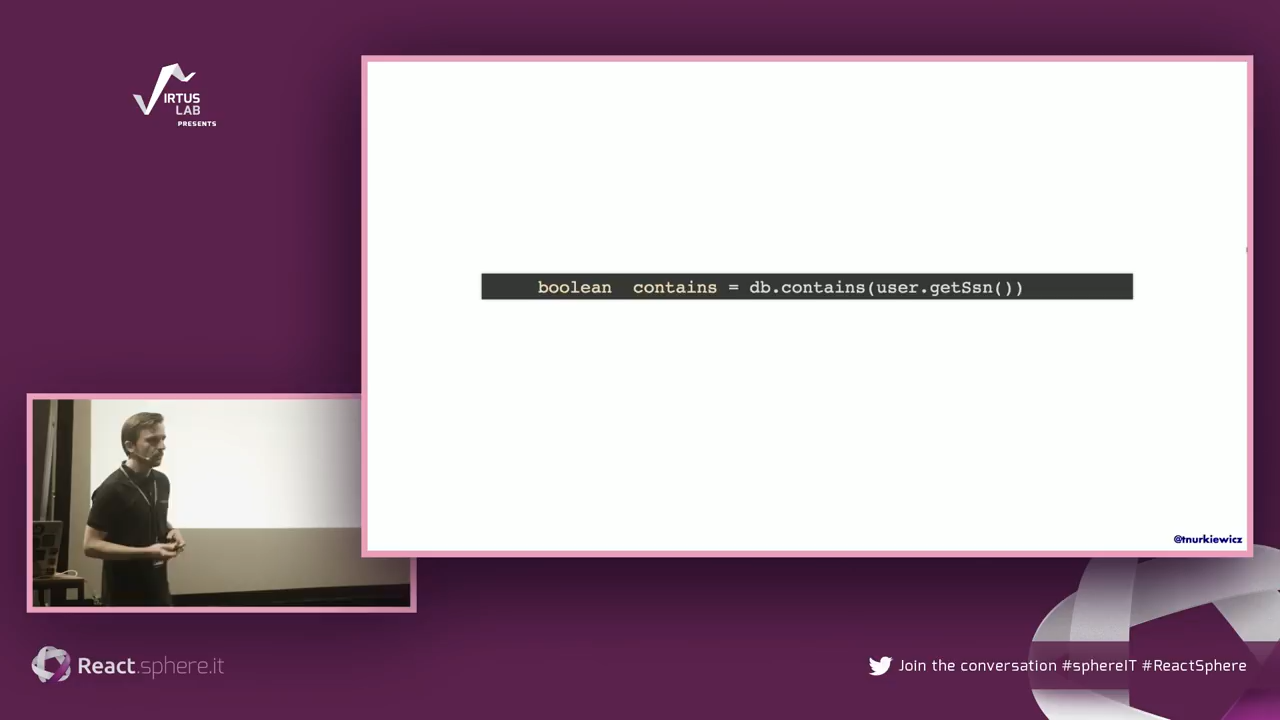 VIRTUS
LAB
PRESENTS
boolean  contains = db.contains(user.getSsn())
@tnurkiewicz
React.sphere.it
Join the conversation #sphereIT #ReactSphere